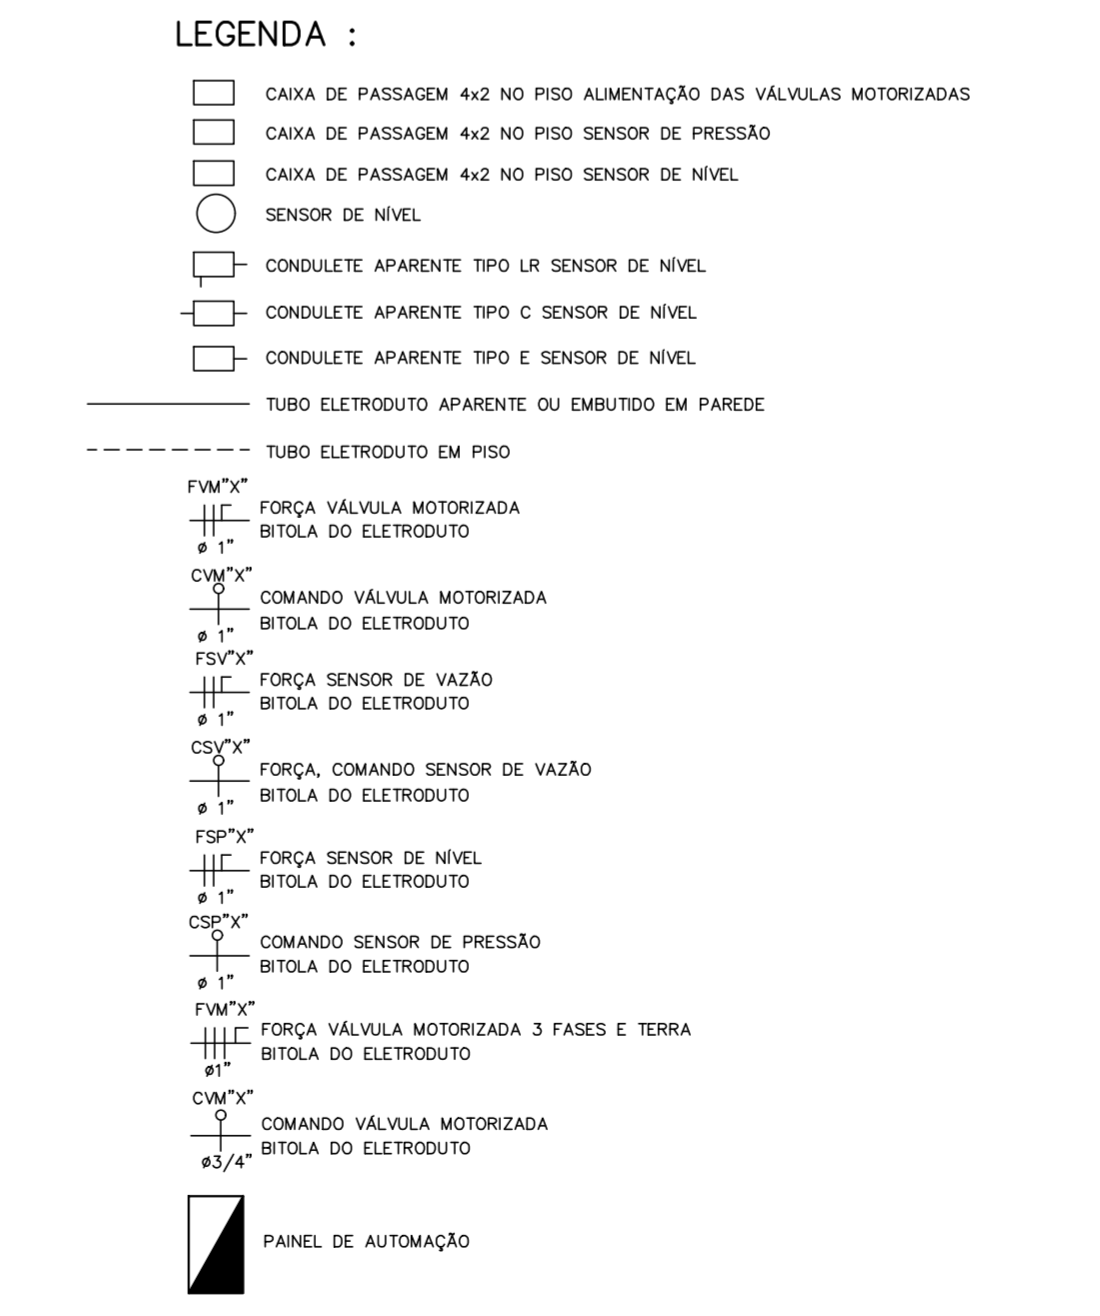 LEGENDA :
CAIXA DE PASSAGEM 4x2 NO PISO ALIMENTAÇÃO DAS VÁLVULAS MOTORIZADAS
CAIXA DE PASSAGEM 4x2 NO PISO SENSOR DE PRESSÃO
CAIXA DE PASSAGEM 4x2 NO PISO SENSOR DE NÍVEL
SENSOR DE NÍVEL
CONDULETE APARENTE TIPO LR SENSOR DE NÍVEL
CONDULETE APARENTE TIPO C SENSOR DE NÍVEL
CONDULETE APARENTE TIPO E SENSOR DE NÍVEL
TUBO ELETRODUTO APARENTE OU EMBUTIDO EM PAREDE
TUBO ELETRODUTO EM PISO
FVM"X"
FORÇA VÁLVULA MOTORIZADA
BITOLA DO ELETRODUTO
ø 1"
CVM"X"
COMANDO VÁLVULA MOTORIZADA
BITOLA DO ELETRODUTO
ø 1"
FSV"X"
FORÇA SENSOR DE VAZÃO
BITOLA DO ELETRODUTO
ø 1"
CSV"X"
FORÇA, COMANDO SENSOR DE VAZÃO
BITOLA DO ELETRODUTO
ø 1"
FSP"X"
FORÇA SENSOR DE NÍVEL
BITOLA DO ELETRODUTO
ø 1"
CSP"X"
COMANDO SENSOR DE PRESSÃO
BITOLA DO ELETRODUTO
ø 1"
FVM"X"
FORÇA VÁLVULA MOTORIZADA 3 FASES E TERRA
BITOLA DO ELETRODUTO
ø1"
CVM"X"
COMANDO VÁLVULA MOTORIZADA
BITOLA DO ELETRODUTO
ø3/4"
PAINEL DE AUTOMAÇÃO